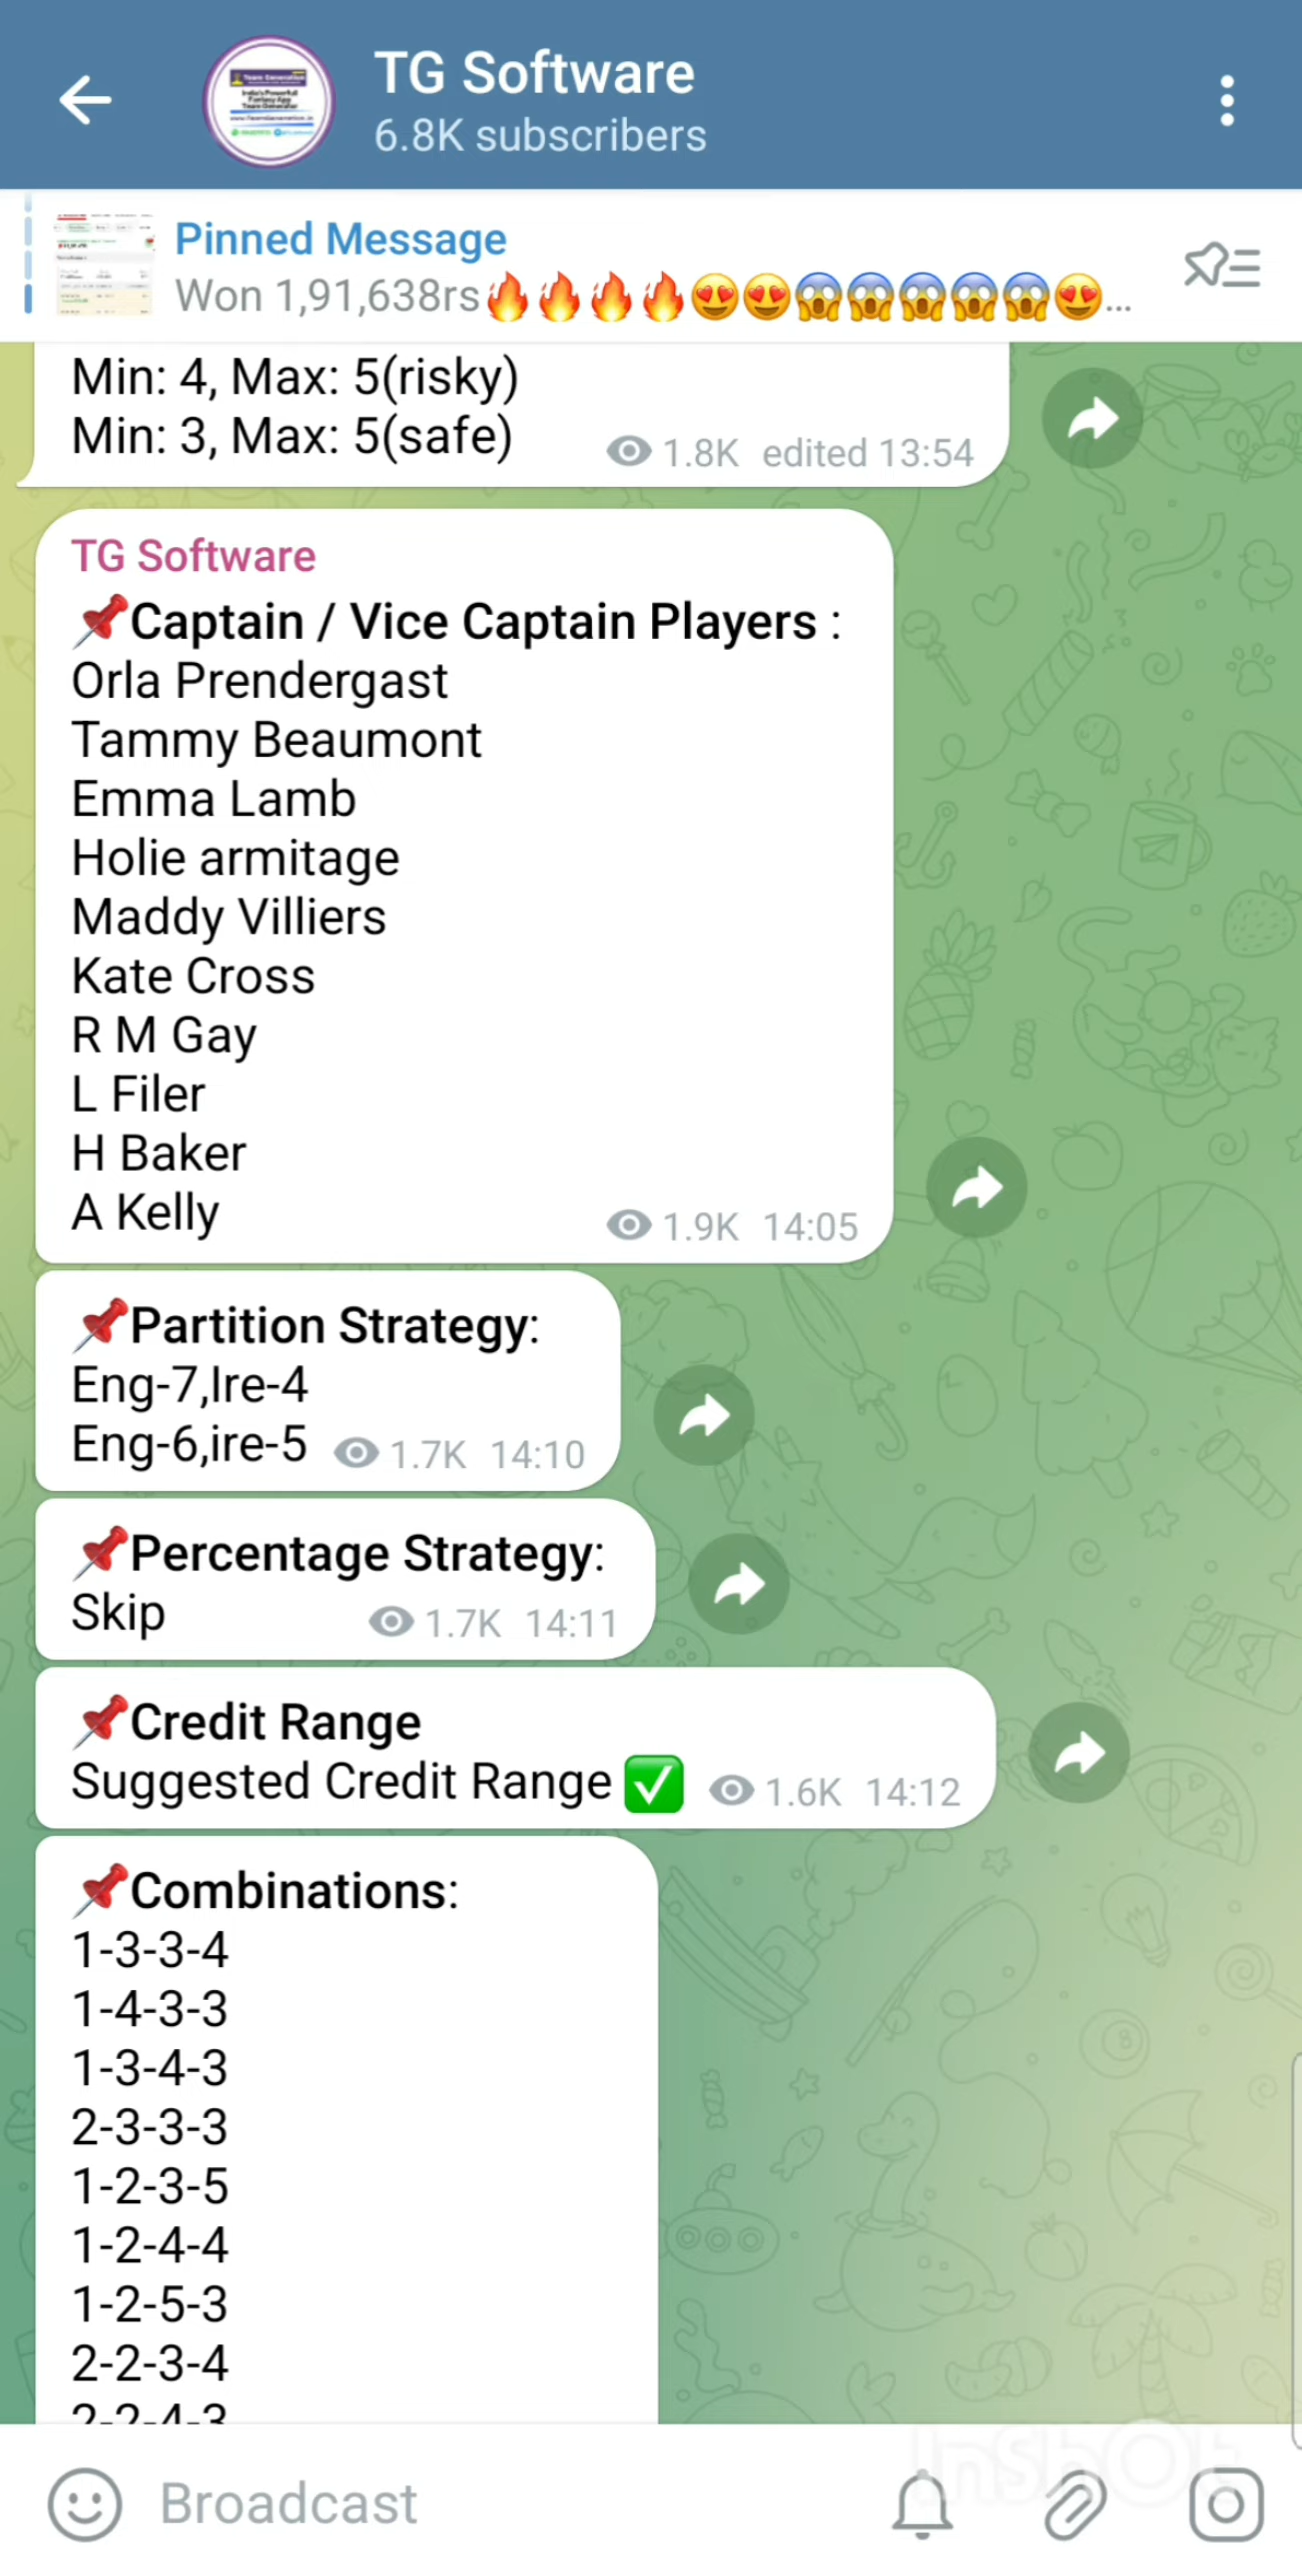 TG Software
6.8K subscribers
Pinned Message
Won 1,91,638rs🔥🔥🔥🔥😍😍😱😱😱😱😱😍...
Min: 4, Max: 5(risky)
Min: 3, Max: 5(safe)
1.8K edited 13:54
TG Software
📌Captain / Vice Captain Players :
Orla Prendergast
Tammy Beaumont
Emma Lamb
Holie armitage
Maddy Villiers
Kate Cross
R M Gay
L Filer
H Baker
A Kelly
1.9K 14:05
📌Partition Strategy:
Eng-7,Ire-4
Eng-6,ire-5
1.7K 14:10
📌Percentage Strategy:
Skip
1.7K 14:11
📌Credit Range
Suggested Credit Range ✅
1.6K 14:12
📌Combinations:
1-3-3-4
1-4-3-3
1-3-4-3
2-3-3-3
1-2-3-5
1-2-4-4
1-2-5-3
2-2-3-4
2-2-4-3
InShOt
Broadcast